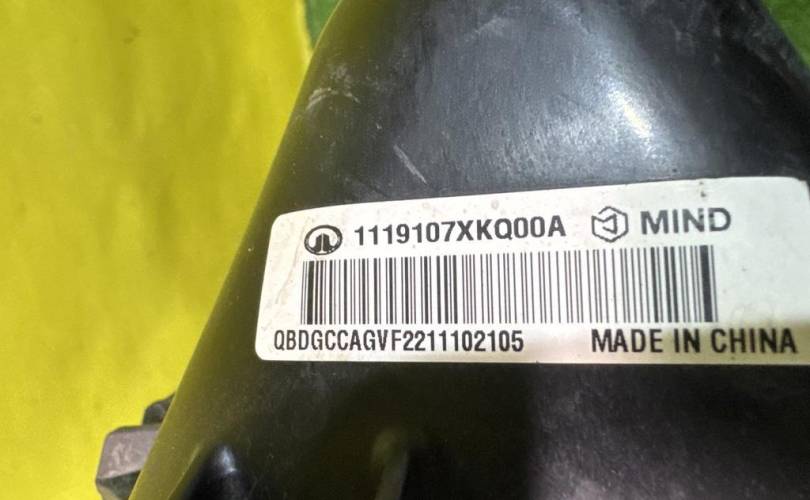 1119107XKQ00A MIND
QBDGCCAGVF2211102105 MADE IN CHINA